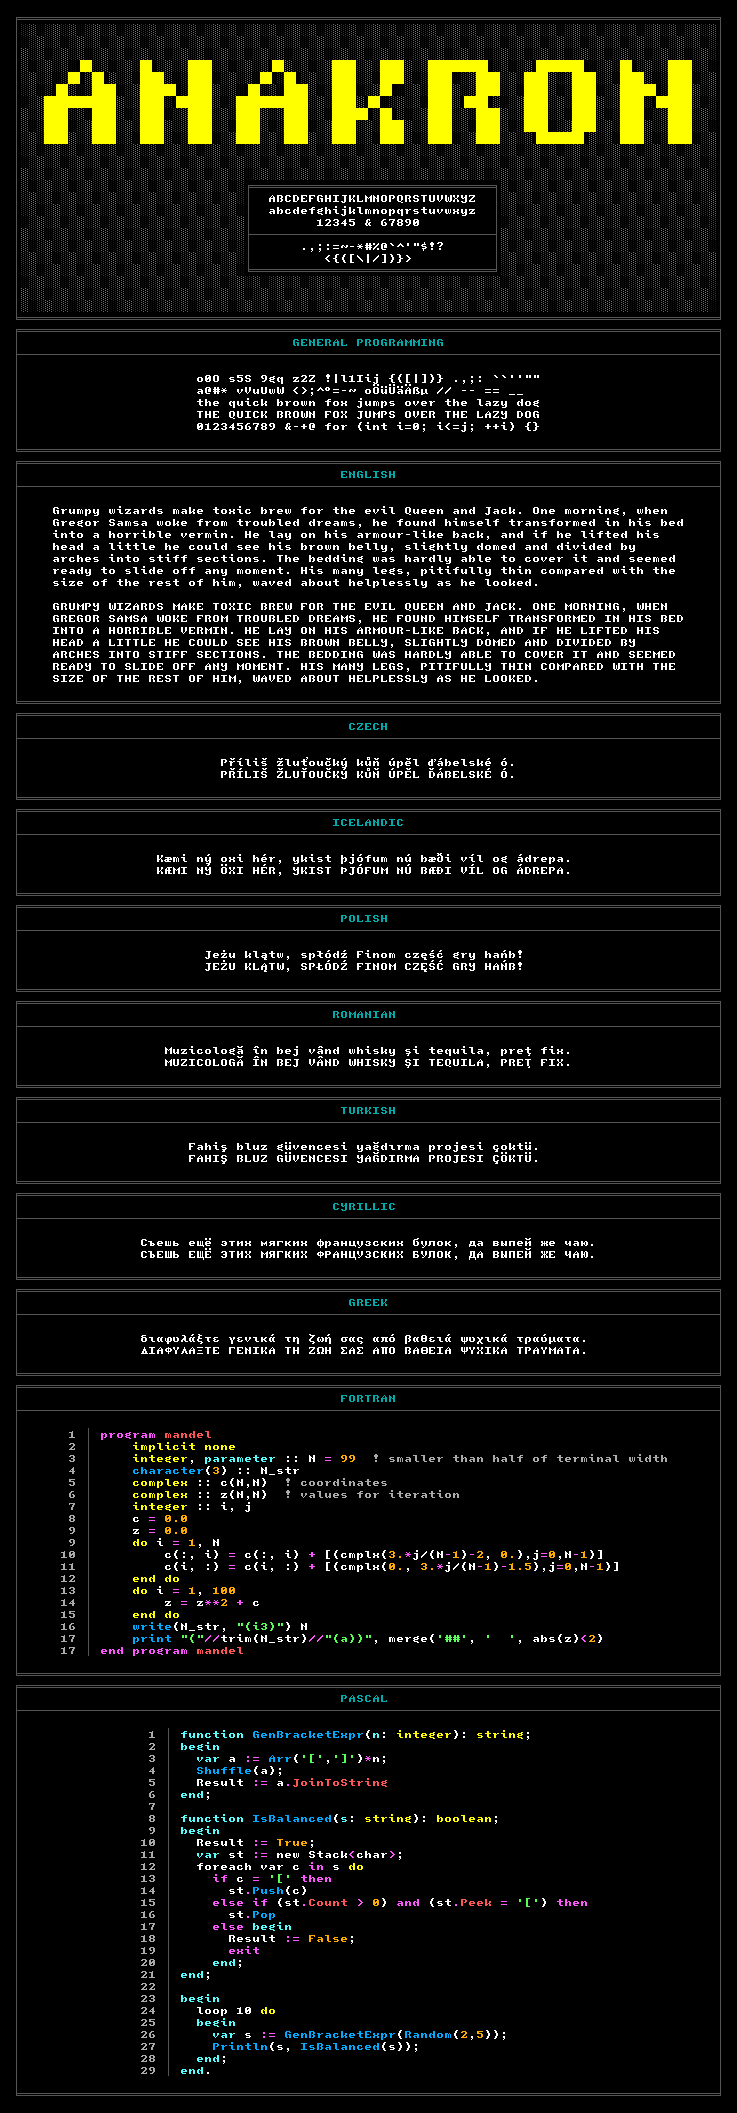 ANAKRON
ABCDEFGHIJKLMNOPQRSTUVWXYZ
abcdefghijklmnopqrstuvwxyz
12345 & 67890
.,;:=~-*#%@`^'"$!?
<{([\|/])}>
GENERAL PROGRAMMING
o0O s5S 9gq z2Z !|l1Iij {([|])} .,;: ``''""
a@#* vVuUwW <>;^°=-~ oÖüÜäÄßµ // -- == __
the quick brown fox jumps over the lazy dog
THE QUICK BROWN FOX JUMPS OVER THE LAZY DOG
0123456789 &-+@ for (int i=0; i<=j; ++i) {}
ENGLISH
Grumpy wizards make toxic brew for the evil Queen and Jack. One morning, when
Gregor Samsa woke from troubled dreams, he found himself transformed in his bed
into a horrible vermin. He lay on his armour-like back, and if he lifted his
head a little he could see his brown belly, slightly domed and divided by
arches into stiff sections. The bedding was hardly able to cover it and seemed
ready to slide off any moment. His many legs, pitifully thin compared with the
size of the rest of him, waved about helplessly as he looked.
GRUMPY WIZARDS MAKE TOXIC BREW FOR THE EVIL QUEEN AND JACK. ONE MORNING, WHEN
GREGOR SAMSA WOKE FROM TROUBLED DREAMS, HE FOUND HIMSELF TRANSFORMED IN HIS BED
INTO A HORRIBLE VERMIN. HE LAY ON HIS ARMOUR-LIKE BACK, AND IF HE LIFTED HIS
HEAD A LITTLE HE COULD SEE HIS BROWN BELLY, SLIGHTLY DOMED AND DIVIDED BY
ARCHES INTO STIFF SECTIONS. THE BEDDING WAS HARDLY ABLE TO COVER IT AND SEEMED
READY TO SLIDE OFF ANY MOMENT. HIS MANY LEGS, PITIFULLY THIN COMPARED WITH THE
SIZE OF THE REST OF HIM, WAVED ABOUT HELPLESSLY AS HE LOOKED.
CZECH
Příliš žluťoučký kůň úpěl ďábelské ó.
PŘÍLIŠ ŽLUŤOUČKÝ KŮŇ ÚPĚL ĎÁBELSKÉ Ó.
ICELANDIC
Kæmi ný öxi hér, ykist þjófum nú bæði víl og ádrepa.
KÆMI NÝ ÖXI HÉR, YKIST ÞJÓFUM NÚ BÆÐI VÍL OG ÁDREPA.
POLISH
Jeżu klątw, spłódź Finom część gry hańb!
JEŻU KLĄTW, SPŁÓDŹ FINOM CZĘŚĆ GRY HAŃB!
ROMANIAN
Muzicologă în bej vând whisky şi tequila, preţ fix.
MUZICOLOGĂ ÎN BEJ VÂND WHISKY ŞI TEQUILA, PREŢ FIX.
TURKISH
Fahiş bluz güvencesi yağdırma projesi çoktü.
FAHIŞ BLUZ GÜVENCESI YAĞDIRMA PROJESI ÇÖKTÜ.
CYRILLIC
Съешь ещё этих мягких французских булок, да выпей же чаю.
СЪЕШЬ ЕЩЁ ЭТИХ МЯГКИХ ФРАНЦУЗСКИХ БУЛОК, ДА ВЫПЕЙ ЖЕ ЧАЮ.
GREEK
διαφυλάξτε γενικά τη ζωή σας από βαθειά ψυχικά τραύματα.
ΔΙΑΦΥΛΑΞΤΕ ΓΕΝΙΚΑ ΤΗ ΖΩΗ ΣΑΣ ΑΠΟ ΒΑΘΕΙΑ ΨΥΧΙΚΑ ΤΡΑΥΜΑΤΑ.
FORTRAN
1 program mandel
2 implicit none
3 integer, parameter :: N = 99 ! smaller than half of terminal width
4 character(3) :: N_str
5 complex :: c(N,N) ! coordinates
6 complex :: z(N,N) ! values for iteration
7 integer :: i, j
8 c = 0.0
9 z = 0.0
9 do i = 1, N
10 c(:, i) = c(:, i) + [(cmplx(3.*j/(N-1)-2, 0.),j=0,N-1)]
11 c(i, :) = c(i, :) + [(cmplx(0., 3.*j/(N-1)-1.5),j=0,N-1)]
12 end do
13 do i = 1, 100
14 z = z**2 + c
15 end do
16 write(N_str, "(i3)") N
17 print "("//trim(N_str)//"(a))", merge('##', '  ', abs(z)<2)
17 end program mandel
PASCAL
1 function GenBracketExpr(n: integer): string;
2 begin
3 var a := Arr('[',']')*n;
4 Shuffle(a);
5 Result := a.JoinToString
6 end;
7
8 function IsBalanced(s: string): boolean;
9 begin
10 Result := True;
11 var st := new Stack<char>;
12 foreach var c in s do
13 if c = '[' then
14 st.Push(c)
15 else if (st.Count > 0) and (st.Peek = '[') then
16 st.Pop
17 else begin
18 Result := False;
19 exit
20 end;
21 end;
22
23 begin
24 loop 10 do
25 begin
26 var s := GenBracketExpr(Random(2,5));
27 Println(s, IsBalanced(s));
28 end;
29 end.